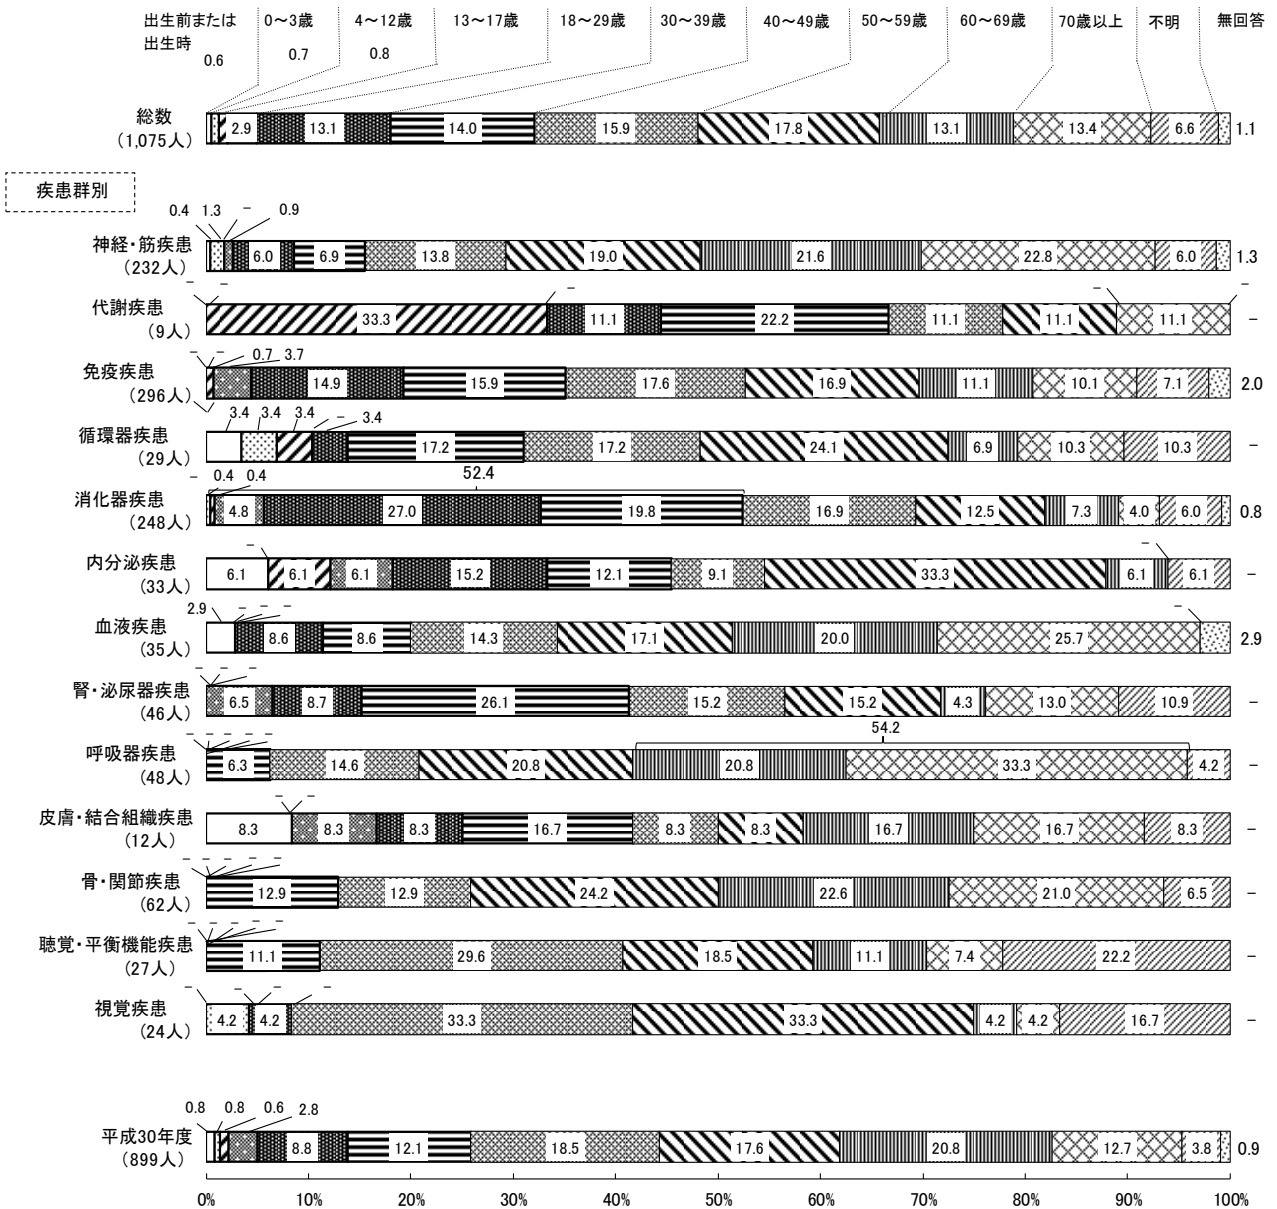 出生前または 0～3歳 4～12歳 13～17歳 18～29歳 30～39歳 40～49歳 50～59歳 60～69歳 70歳以上 不明 無回答
出生時
0.6 0.7 0.8
総数
(1,075人)
2.9 13.1 14.0 15.9 17.8 13.1 13.4 6.6 1.1
疾患群別
0.4 1.3 － 0.9
神経・筋疾患
(232人)
6.0 6.9 13.8 19.0 21.6 22.8 6.0 1.3
－ － － － －
代謝疾患
(9人)
33.3 11.1 22.2 11.1 11.1 11.1 －
－ － 0.7 3.7
免疫疾患
(296人)
14.9 15.9 17.6 16.9 11.1 10.1 7.1 2.0
3.4 3.4 3.4 － 3.4
循環器疾患
(29人)
17.2 17.2 24.1 6.9 10.3 10.3 －
－ 0.4 0.4 52.4
消化器疾患
(248人)
4.8 27.0 19.8 16.9 12.5 7.3 4.0 6.0 0.8
－ －
内分泌疾患
(33人)
6.1 6.1 6.1 15.2 12.1 9.1 33.3 6.1 6.1 －
2.9 － － － －
血液疾患
(35人)
8.6 8.6 14.3 17.1 20.0 25.7 2.9
－ － －
腎・泌尿器疾患
(46人)
6.5 8.7 26.1 15.2 15.2 4.3 13.0 10.9 －
－ － － － － 54.2
呼吸器疾患
(48人)
6.3 14.6 20.8 20.8 33.3 4.2 －
－ －
皮膚・結合組織疾患
(12人)
8.3 8.3 8.3 16.7 8.3 8.3 16.7 16.7 8.3 －
－ － － － －
骨・関節疾患
(62人)
12.9 12.9 24.2 22.6 21.0 6.5 －
－ － － － －
聴覚・平衡機能疾患
(27人)
11.1 29.6 18.5 11.1 7.4 22.2 －
－ － － －
視覚疾患
(24人)
4.2 4.2 33.3 33.3 4.2 4.2 16.7 －
0.8 0.8 0.6 2.8
平成30年度
(899人)
8.8 12.1 18.5 17.6 20.8 12.7 3.8 0.9
0% 10% 20% 30% 40% 50% 60% 70% 80% 90% 100%